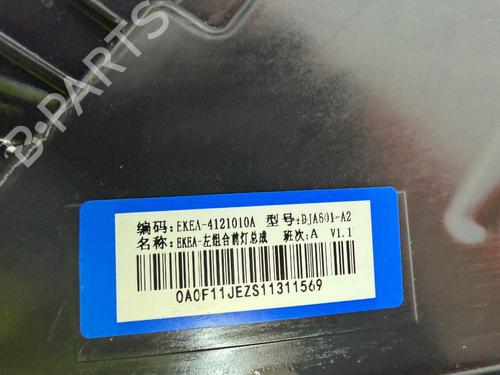 B-PARTS
编码:EKEA-4121010A 型号:DJA601-A2
名称:EKEA-左组合前灯总成 班次:A V1.1
0A0F11JEZS11311569